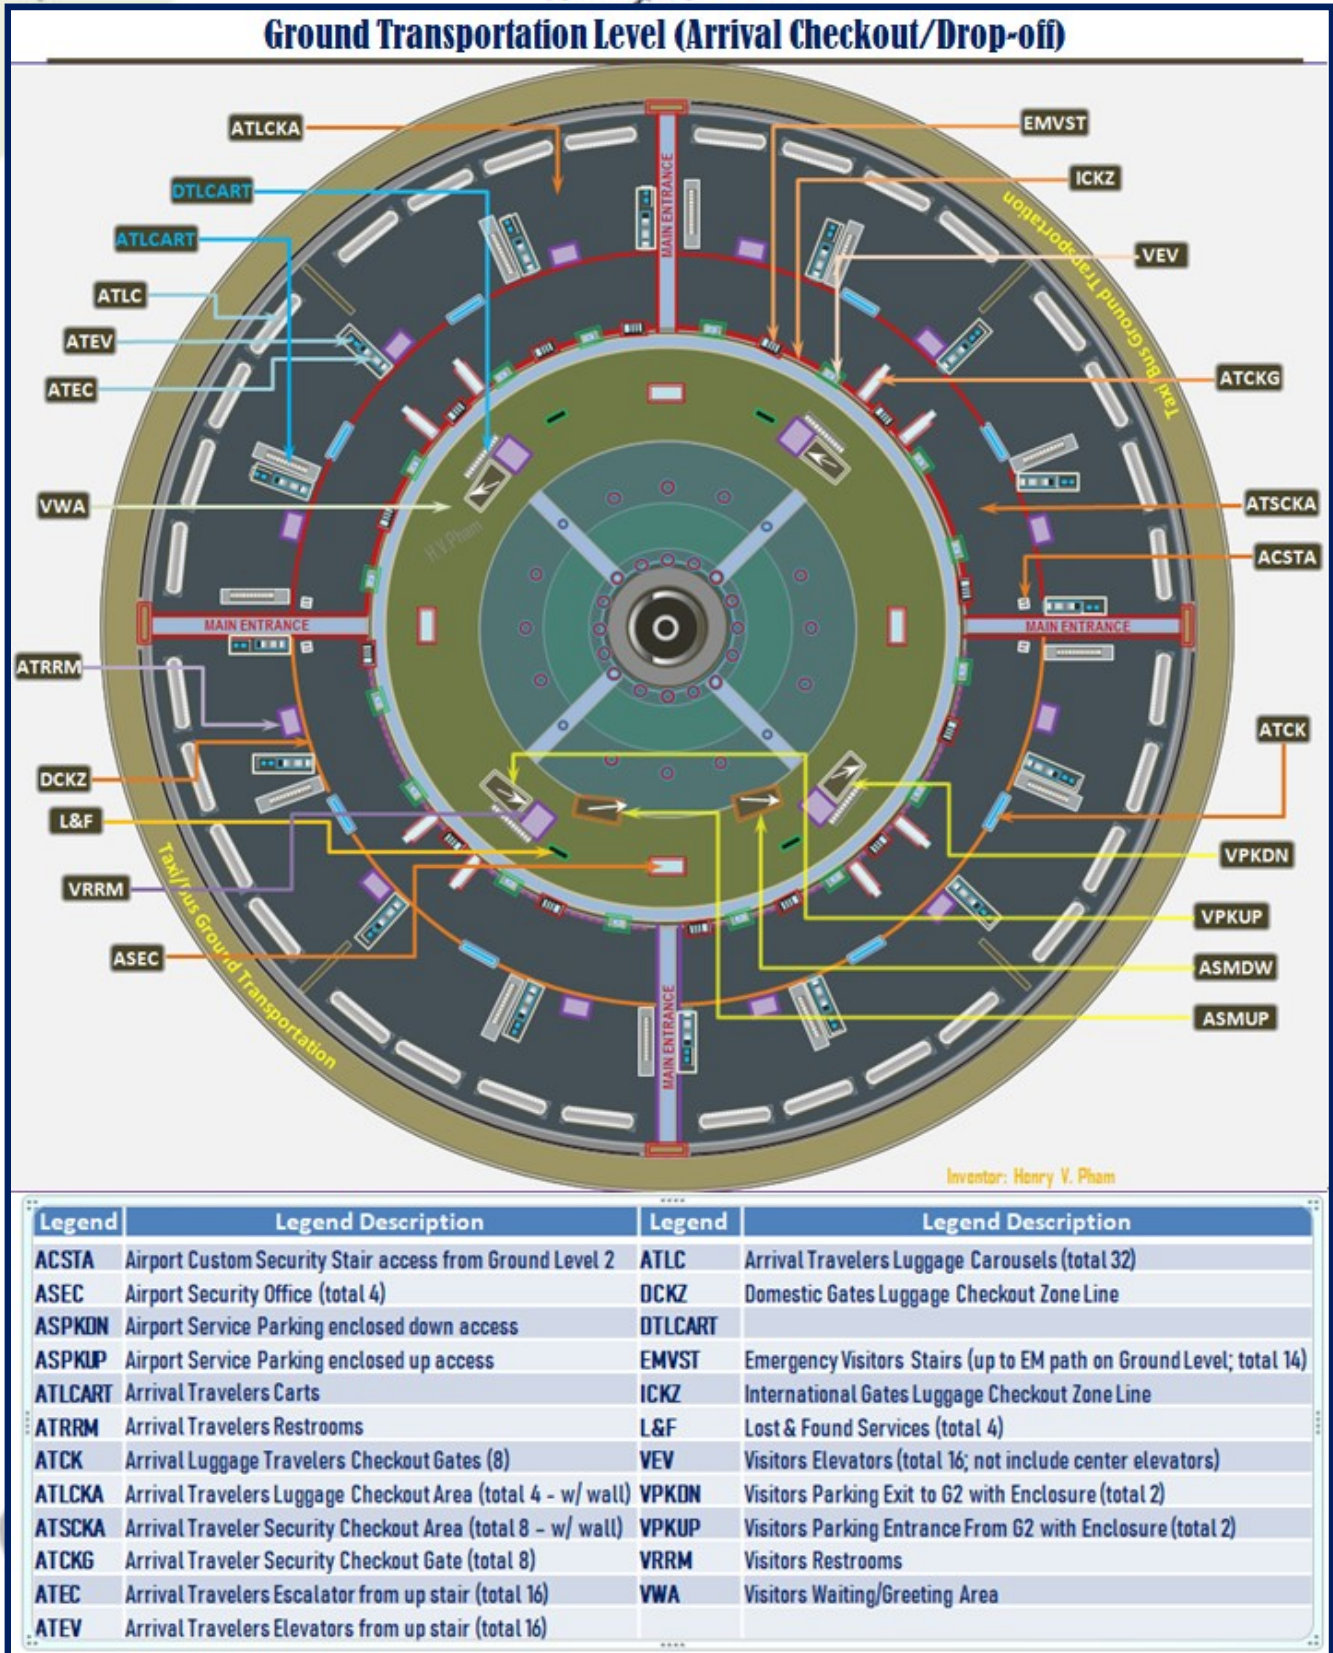 Ground Transportation Level (Arrival Checkout/Drop-off)
ATLCKA
EMVST
DTLCART
ICKZ
ATLCART
VEV
ATLC
ATEV
ATEC
ATCKG
VWA
ATSCKA
ACSTA
ATRRM
ATCK
DCKZ
L&F
VPKDN
VRRM
VPKUP
ASEC
ASMDW
ASMUP
MAIN ENTRANCE
MAIN ENTRANCE
MAIN ENTRANCE
MAIN ENTRANCE
Taxi/Bus Ground Transportation
Taxi/Bus Ground Transportation
H.V.Pham
Inventor: Henry V. Pham
Legend Legend Description Legend Legend Description
ACSTA Airport Custom Security Stair access from Ground Level 2 ATLC Arrival Travelers Luggage Carousels (total 32)
ASEC Airport Security Office (total 4) DCKZ Domestic Gates Luggage Checkout Zone Line
ASPKDN Airport Service Parking enclosed down access DTLCART
ASPKUP Airport Service Parking enclosed up access EMVST Emergency Visitors Stairs (up to EM path on Ground Level; total 14)
ATLCART Arrival Travelers Carts ICKZ International Gates Luggage Checkout Zone Line
ATRRM Arrival Travelers Restrooms L&F Lost & Found Services (total 4)
ATCK Arrival Luggage Travelers Checkout Gates (8) VEV Visitors Elevators (total 16; not include center elevators)
ATLCKA Arrival Travelers Luggage Checkout Area (total 4 - w/ wall) VPKDN Visitors Parking Exit to G2 with Enclosure (total 2)
ATSCKA Arrival Traveler Security Checkout Area (total 8 - w/ wall) VPKUP Visitors Parking Entrance From G2 with Enclosure (total 2)
ATCKG Arrival Traveler Security Checkout Gate (total 8) VRRM Visitors Restrooms
ATEC Arrival Travelers Escalator from up stair (total 16) VWA Visitors Waiting/Greeting Area
ATEV Arrival Travelers Elevators from up stair (total 16)